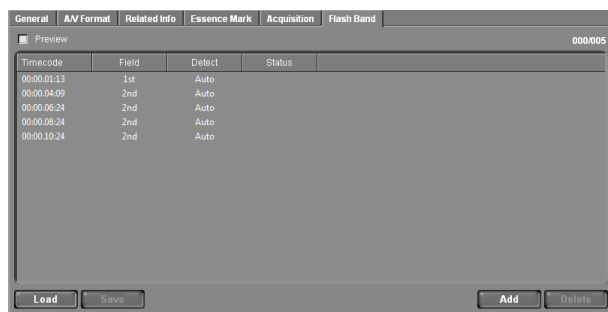 General A/V Format Related Info Essence Mark Acquisition Flash Band
Preview 000/005
Timecode Field Detect Status
00:00.01:13 1st Auto
00:00.04:09 2nd Auto
00:00.06:24 2nd Auto
00:00.08:24 2nd Auto
00:00.10:24 2nd Auto
Load Save Add Delete